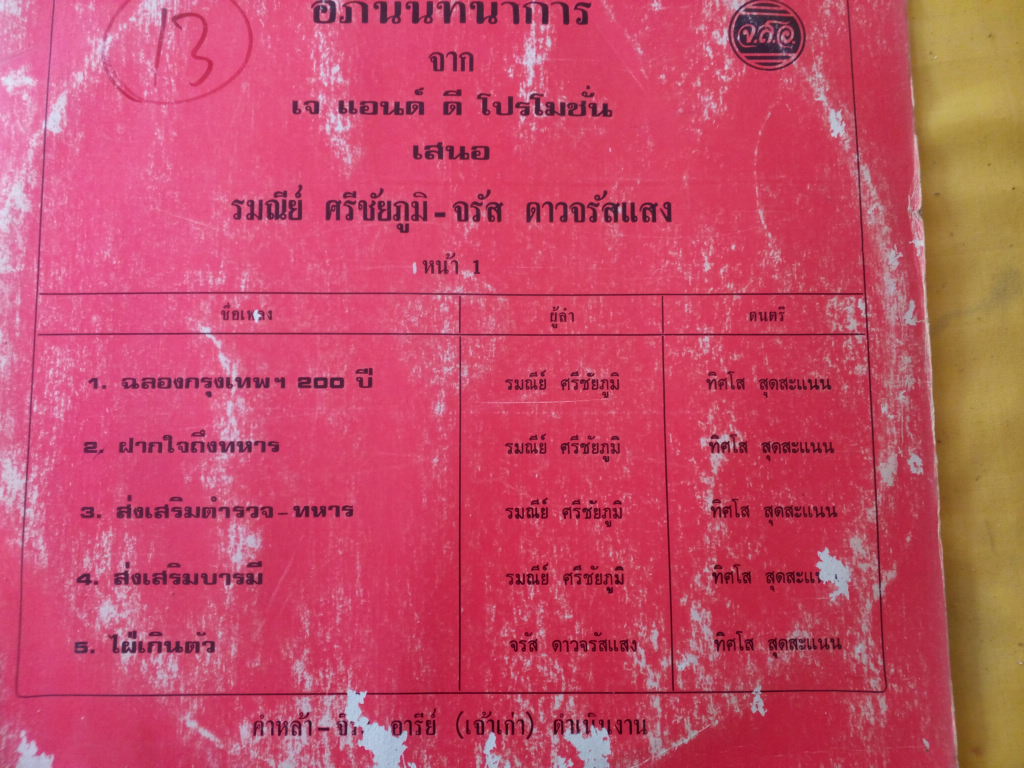 อภินันทนาการ
13
จ.ส.อ.
จาก
เจ แอนด์ ดี โปรโมชั่น
เสนอ
รมณีย์ ศรีชัยภูมิ - จรัส ดาวจรัสแสง
หน้า 1
ชื่อเพลง ผู้ลำ ดนตรี
1. ฉลองกรุงเทพฯ 200 ปี รมณีย์ ศรีชัยภูมิ ทิศโส สุดสะแนน
2. ฝากใจถึงทหาร รมณีย์ ศรีชัยภูมิ ทิศโส สุดสะแนน
3. ส่งเสริมตำรวจ-ทหาร รมณีย์ ศรีชัยภูมิ ทิศโส สุดสะแนน
4. ส่งเสริมบารมี รมณีย์ ศรีชัยภูมิ ทิศโส
5. ไผ่เกินตัว จรัส ดาวจรัสแสง ทิศโส สุดสะแนน
คำหล้า - อารีย์ (เจ้าเก่า) ดำเนินงาน